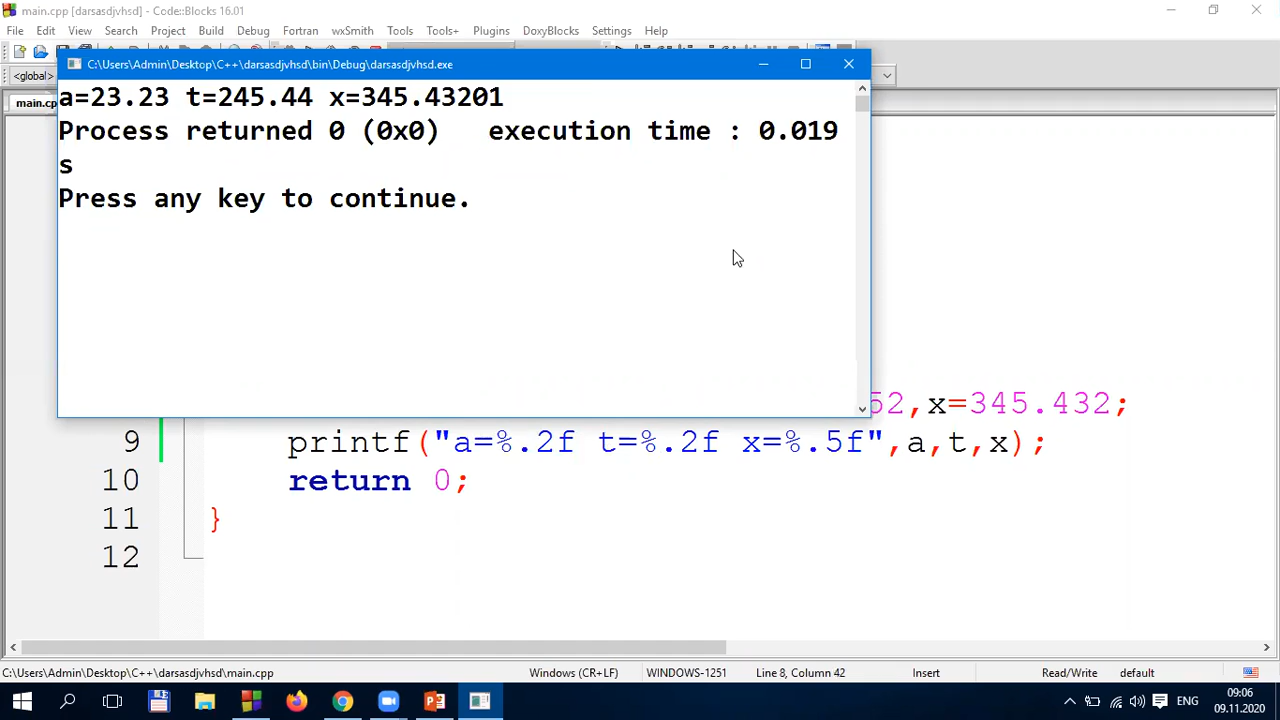 main.cpp [darsasdjvhsd] - Code::Blocks 16.01
File Edit View Search Project Build Debug Fortran wxSmith Tools Tools+ Plugins DoxyBlocks Settings Help
<global>
main.cp
C:\Users\Admin\Desktop\C++\darsasdjvhsd\bin\Debug\darsasdjvhsd.exe
a=23.23 t=245.44 x=345.43201
Process returned 0 (0x0)   execution time : 0.019
s
Press any key to continue.
52,x=345.432;
9 printf("a=%.2f t=%.2f x=%.5f",a,t,x);
10 return 0;
11 }
12
C:\Users\Admin\Desktop\C++\darsasdjvhsd\main.cpp Windows (CR+LF) WINDOWS-1251 Line 8, Column 42 Insert Read/Write default
ENG 09:06
09.11.2020